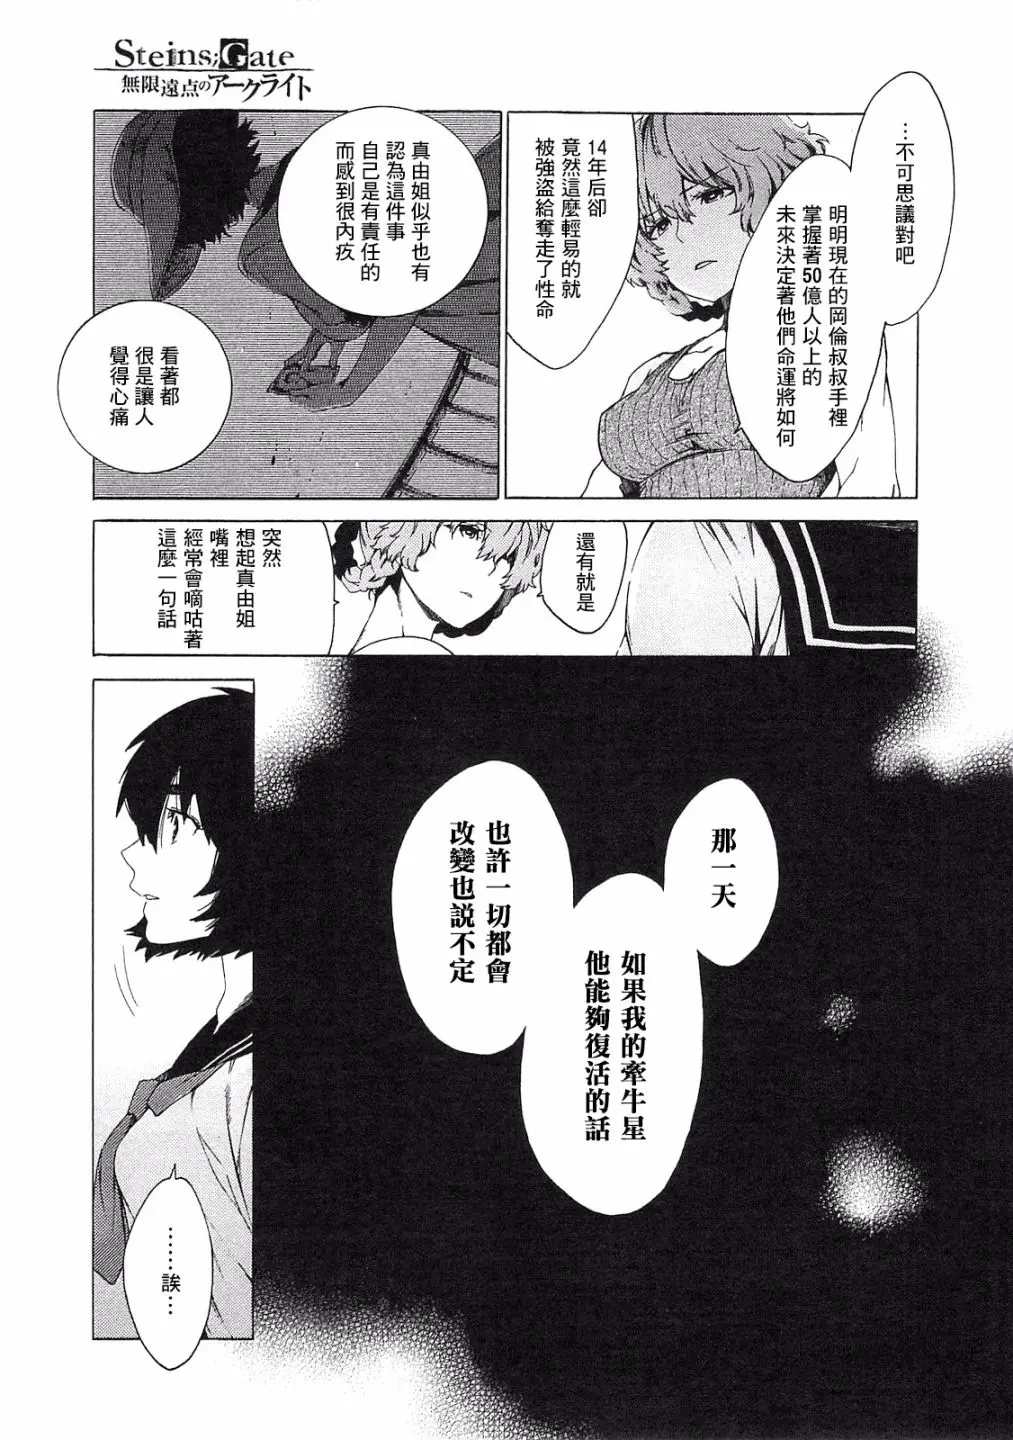 Steins;Gate
無限遠点のアークライト
…不可思議對吧
明明現在的岡倫叔叔手裡
掌握著50億人以上的
未來決定著他們命運將如何
14年后卻
竟然這麼輕易的就
被強盜給奪走了性命
真由姐似乎也有
認為這件事
自己是有責任的
而感到很內疚
看著都
很是讓人
覺得心痛
還有就是
突然
想起真由姐
嘴裡
經常會嘀咕著
這麼一句話
那一天
如果我的牽牛星
他能夠復活的話
也許一切都會
改變也説不定
……誒…